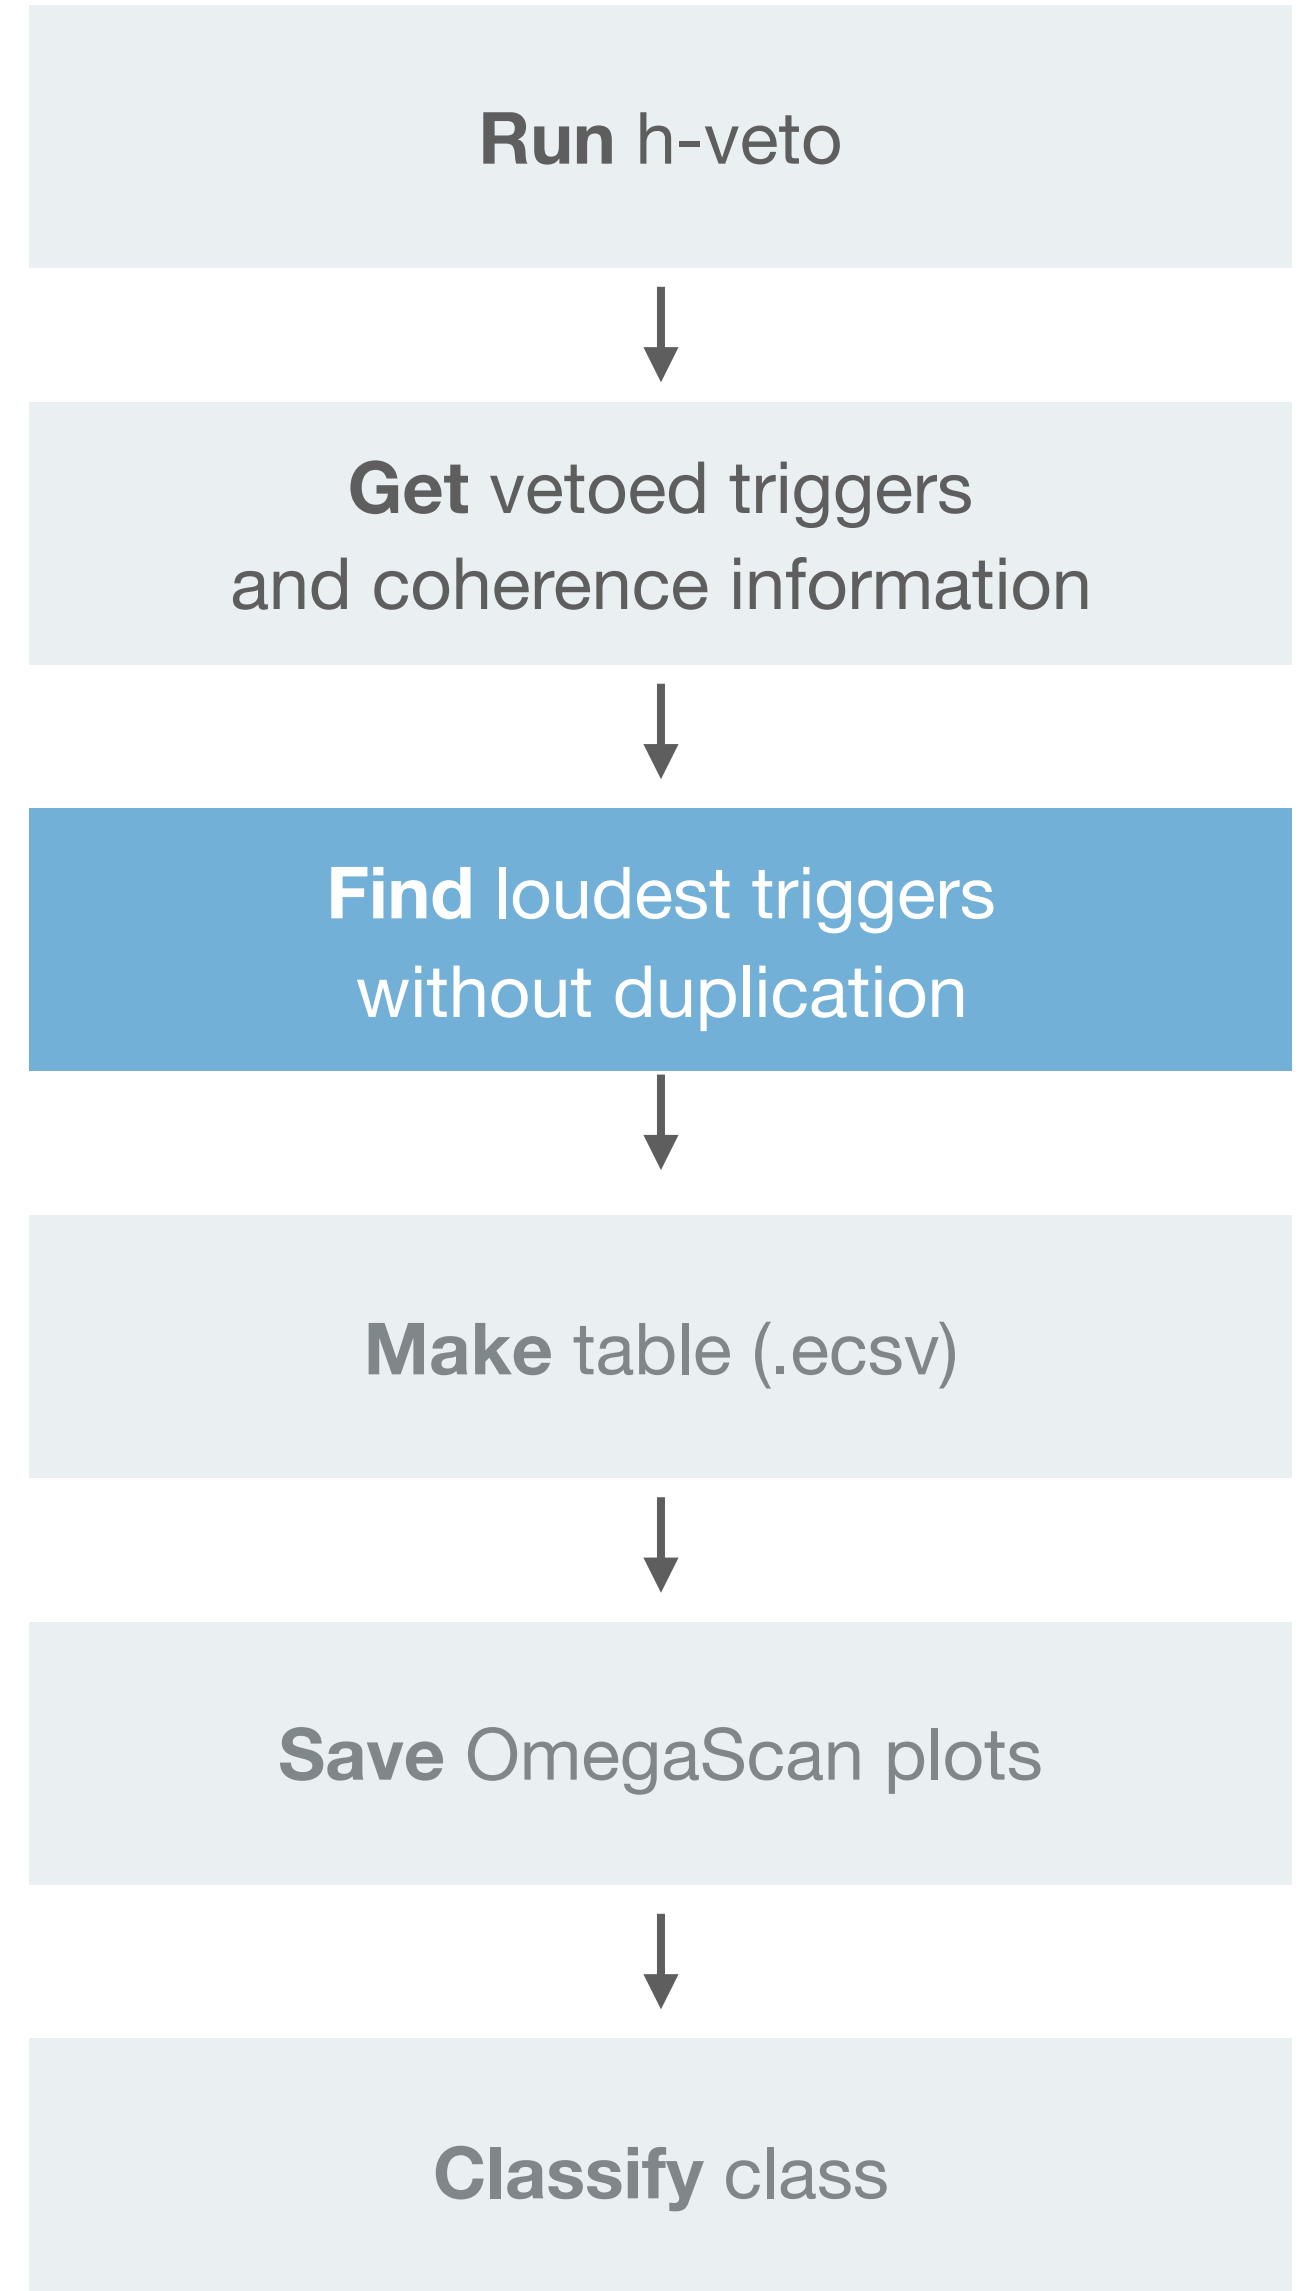 Run h-veto
Get vetoed triggers
and coherence information
Find loudest triggers
without duplication
Make table (.ecsv)
Save OmegaScan plots
Classify class